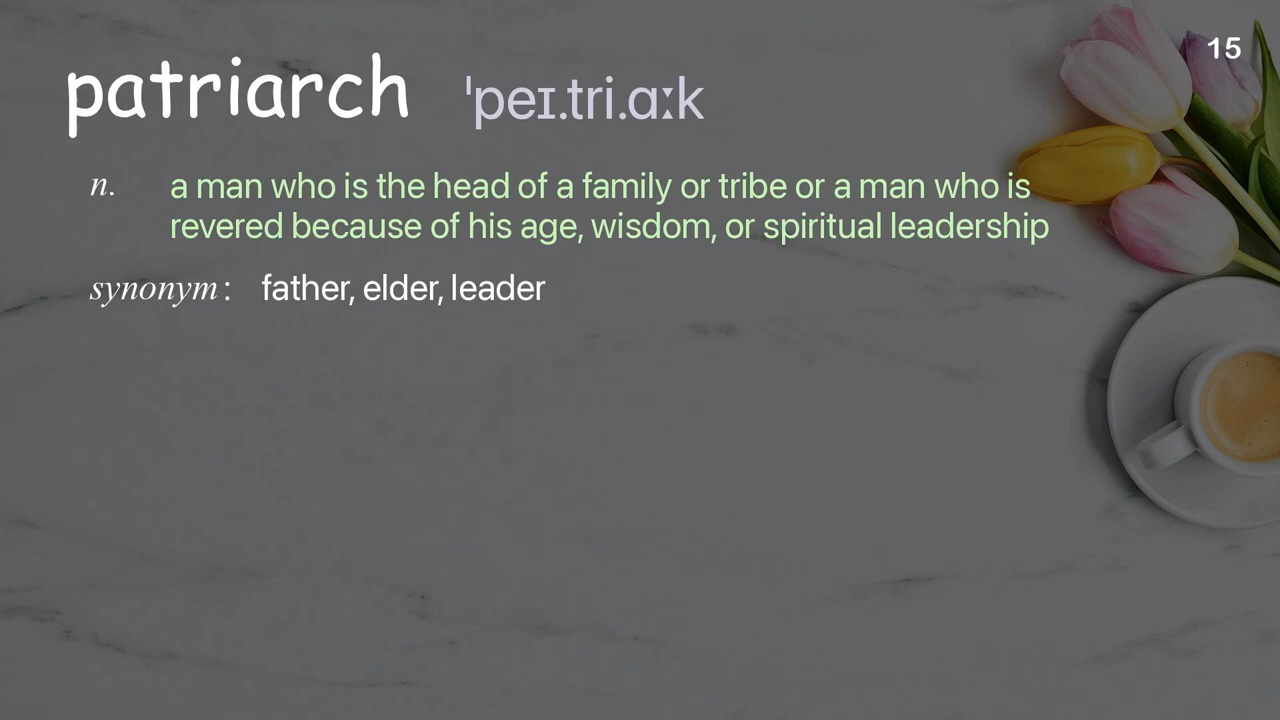 15
patriarch ˈpeɪ.tri.ɑːk
n. a man who is the head of a family or tribe or a man who is
revered because of his age, wisdom, or spiritual leadership
synonym: father, elder, leader